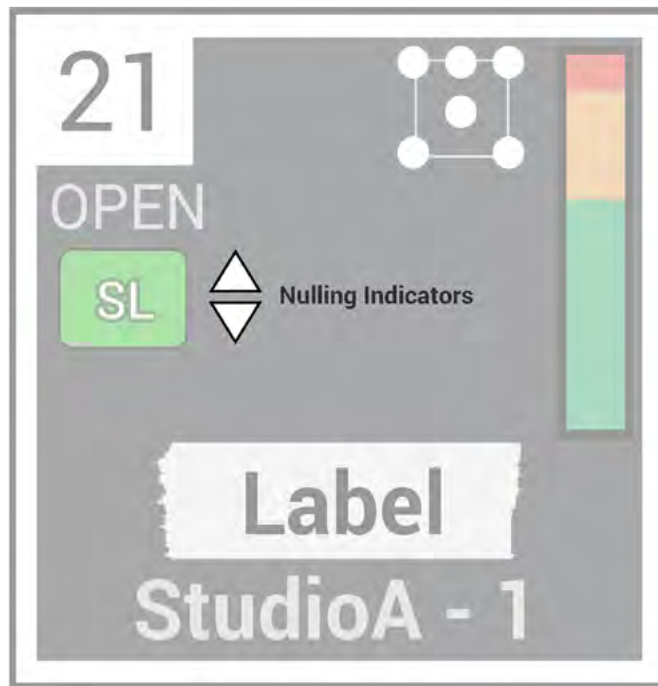 21
OPEN
SL
Nulling Indicators
Label
StudioA - 1